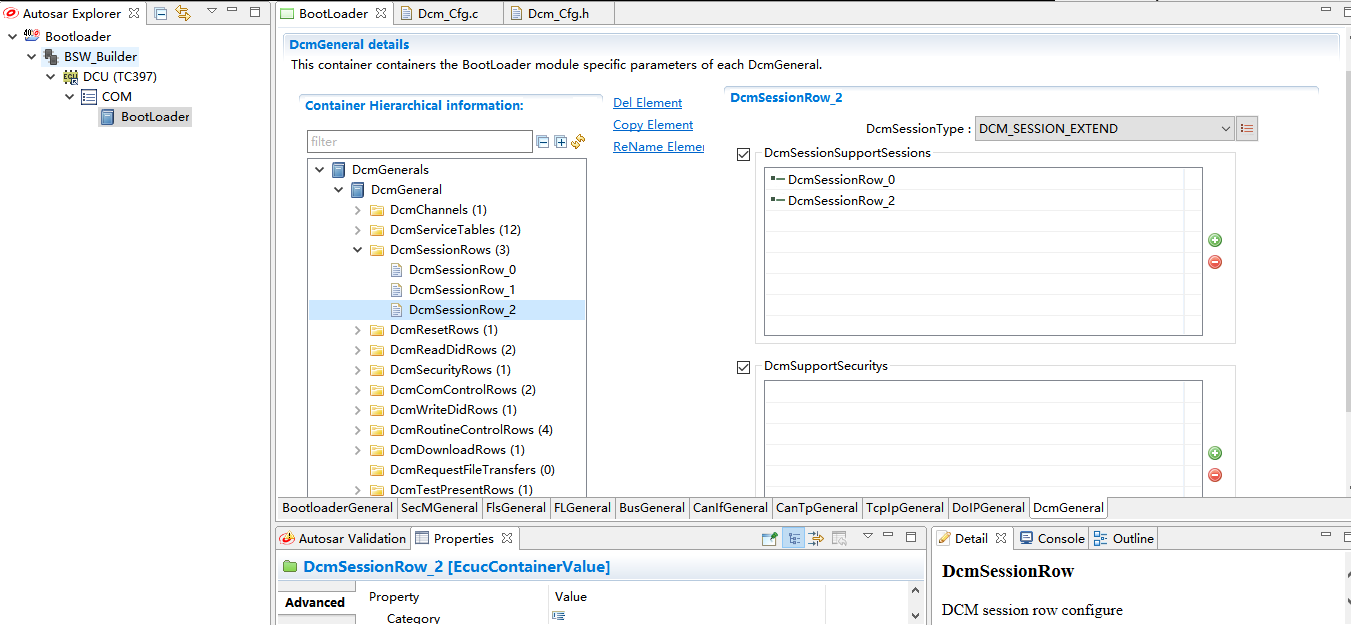 Autosar Explorer
Bootloader
BSW_Builder
DCU (TC397)
COM
BootLoader
BootLoader
Dcm_Cfg.c
Dcm_Cfg.h
DcmGeneral details
This container containers the BootLoader module specific parameters of each DcmGeneral.
Container Hierarchical information:
filter
Del Element
Copy Element
ReName Elemer
DcmGenerals
DcmGeneral
DcmChannels (1)
DcmServiceTables (12)
DcmSessionRows (3)
DcmSessionRow_0
DcmSessionRow_1
DcmSessionRow_2
DcmResetRows (1)
DcmReadDidRows (2)
DcmSecurityRows (1)
DcmComControlRows (2)
DcmWriteDidRows (1)
DcmRoutineControlRows (4)
DcmDownloadRows (1)
DcmRequestFileTransfers (0)
DcmTestPresentRows (1)
DcmSessionRow_2
DcmSessionType :
DCM_SESSION_EXTEND
DcmSessionSupportSessions
DcmSessionRow_0
DcmSessionRow_2
DcmSupportSecuritys
BootloaderGeneral
SecMGeneral
FlsGeneral
FLGeneral
BusGeneral
CanIfGeneral
CanTpGeneral
TcpIpGeneral
DoIPGeneral
DcmGeneral
Autosar Validation
Properties
DcmSessionRow_2 [EcucContainerValue]
Advanced
Property
Value
Category
Detail
Console
Outline
DcmSessionRow
DCM session row configure